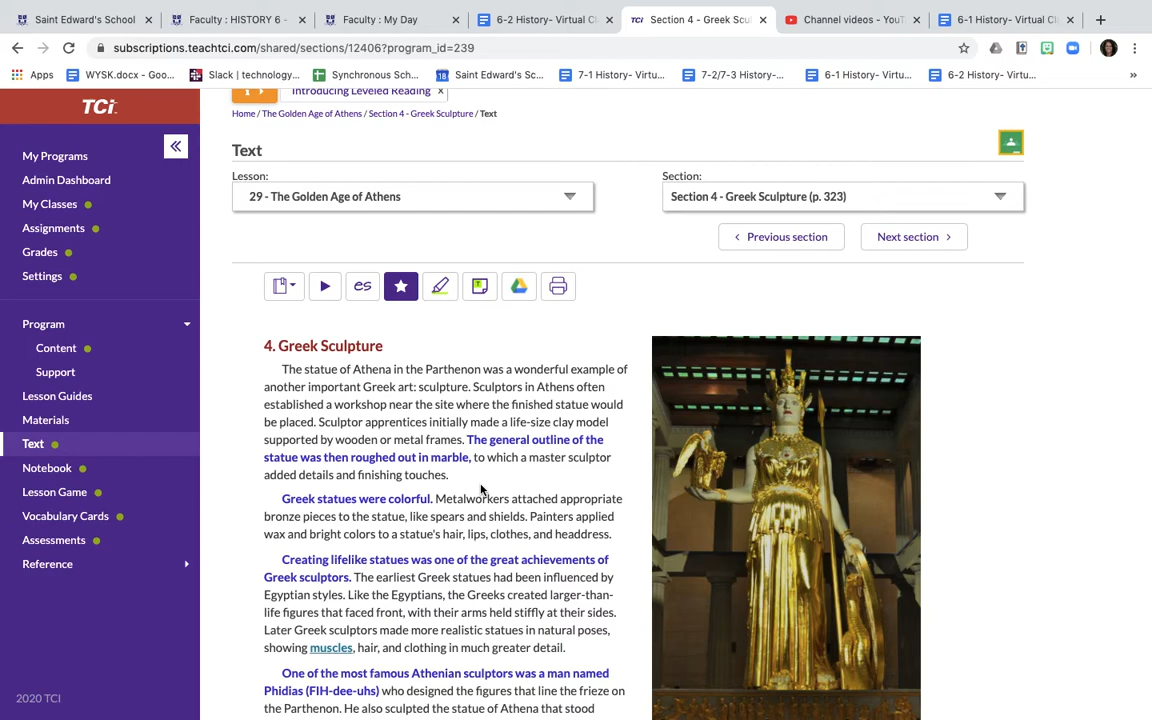 Saint Edward's School
Faculty : HISTORY 6 -
Faculty : My Day
6-2 History- Virtual Cl
Section 4 - Greek Scul
Channel videos - YouT
6-1 History- Virtual Cl
subscriptions.teachtci.com/shared/sections/12406?program_id=239
Apps
WYSK.docx - Goo...
Slack | technology...
Synchronous Sch...
18
Saint Edward's Sc...
7-1 History- Virtu...
7-2/7-3 History-...
6-1 History- Virtu...
6-2 History- Virtu...
»
TCi
My Programs
Admin Dashboard
My Classes
Assignments
Grades
Settings
Program
Content
Support
Lesson Guides
Materials
Text
Notebook
Lesson Game
Vocabulary Cards
Assessments
Reference
2020 TCI
Introducing Leveled Reading
Home / The Golden Age of Athens / Section 4 - Greek Sculpture / Text
Text
Lesson:
29 - The Golden Age of Athens
Section:
Section 4 - Greek Sculpture (p. 323)
Previous section
Next section
es
4. Greek Sculpture
The statue of Athena in the Parthenon was a wonderful example of
another important Greek art: sculpture. Sculptors in Athens often
established a workshop near the site where the finished statue would
be placed. Sculptor apprentices initially made a life-size clay model
supported by wooden or metal frames. The general outline of the
statue was then roughed out in marble, to which a master sculptor
added details and finishing touches.
Greek statues were colorful. Metalworkers attached appropriate
bronze pieces to the statue, like spears and shields. Painters applied
wax and bright colors to a statue's hair, lips, clothes, and headdress.
Creating lifelike statues was one of the great achievements of
Greek sculptors. The earliest Greek statues had been influenced by
Egyptian styles. Like the Egyptians, the Greeks created larger-than-
life figures that faced front, with their arms held stiffly at their sides.
Later Greek sculptors made more realistic statues in natural poses,
showing muscles, hair, and clothing in much greater detail.
One of the most famous Athenian sculptors was a man named
Phidias (FIH-dee-uhs) who designed the figures that line the frieze on
the Parthenon. He also sculpted the statue of Athena that stood